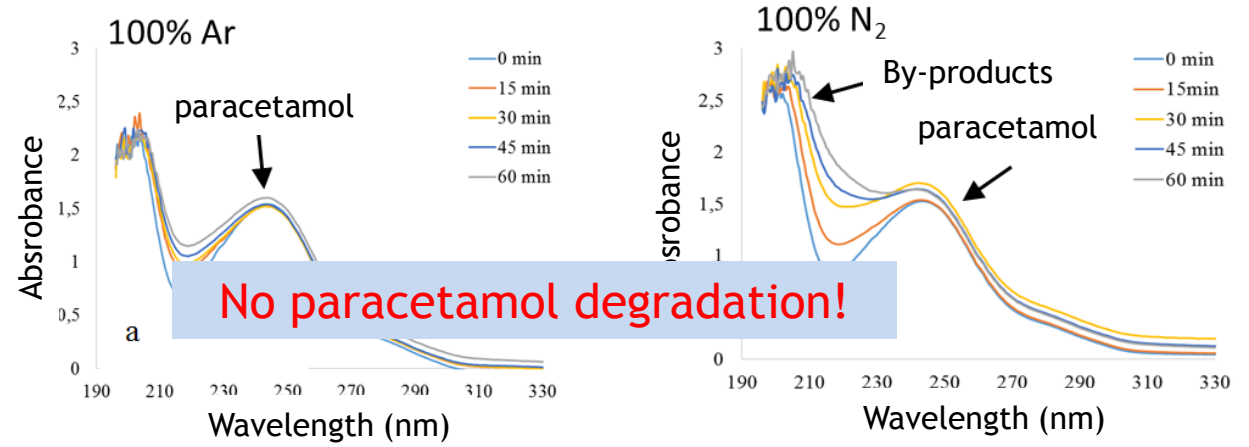 100% Ar
3
2,5
2
1,5
1
0,5
0
190
210
230
250
270
290
310
330
Absrobance
Wavelength (nm)
paracetamol
0 min
15 min
30 min
45 min
60 min
a
100% N₂
3
2,5
2
1,5
1
0
190
210
230
250
270
290
310
330
Wavelength (nm)
By-products
paracetamol
0 min
15min
30 min
45 min
60 min
No paracetamol degradation!